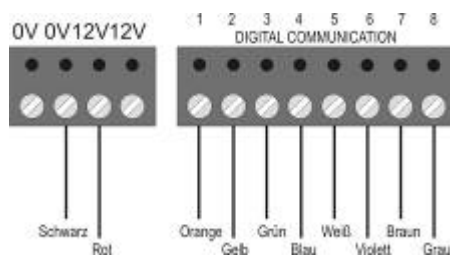 1 2 3 4 5 6 7 8
0V 0V12V12V DIGITAL COMMUNICATION
Schwarz Orange Grün Weiß Braun
Rot Gelb Blau Violett Grau